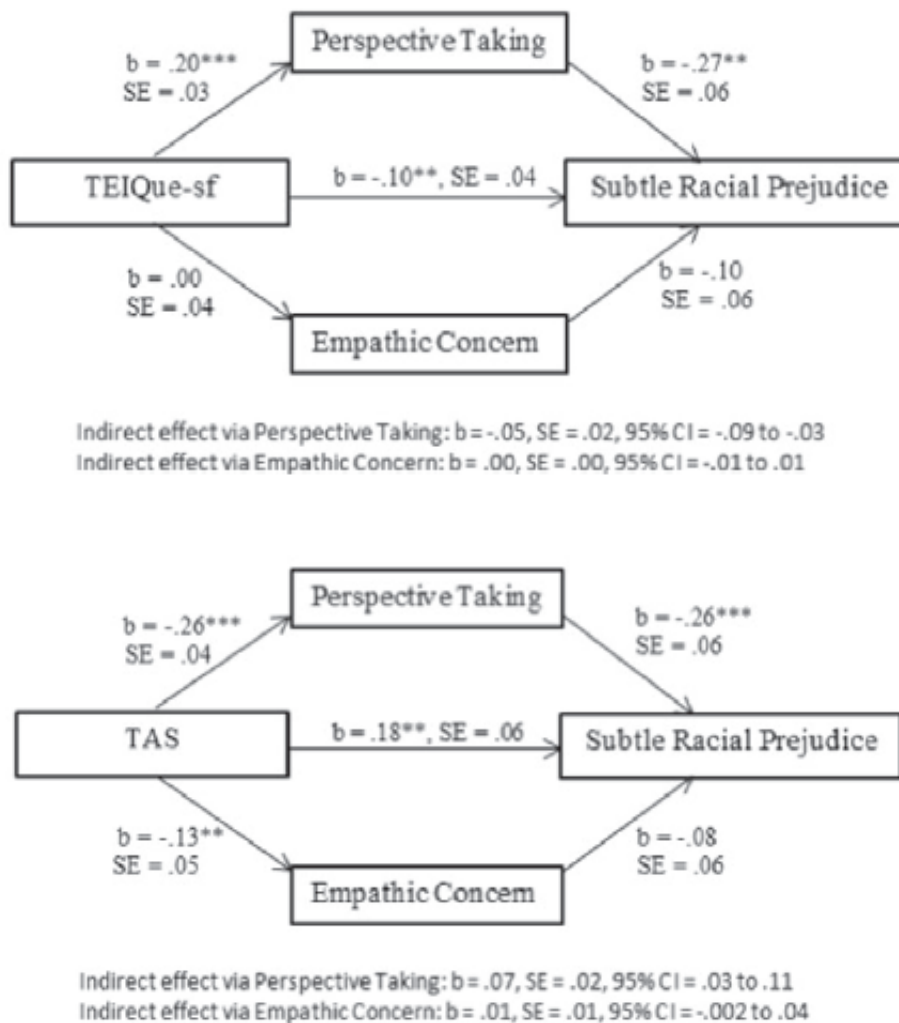 Perspective Taking
b = .20***
SE = .03
b = -.27**
SE = .06
TEIQue-sf
b = -.10**, SE = .04
Subtle Racial Prejudice
b = .00
SE = .04
b = -.10
SE = .06
Empathic Concern
Indirect effect via Perspective Taking: b = -.05, SE = .02, 95% CI = -.09 to -.03
Indirect effect via Empathic Concern: b = .00, SE = .00, 95% CI = -.01 to .01
Perspective Taking
b = -.26***
SE = .04
b = -.26***
SE = .06
TAS
b = .18**, SE = .06
Subtle Racial Prejudice
b = -.13**
SE = .05
b = -.08
SE = .06
Empathic Concern
Indirect effect via Perspective Taking: b = .07, SE = .02, 95% CI = .03 to .11
Indirect effect via Empathic Concern: b = .01, SE = .01, 95% CI = -.002 to .04